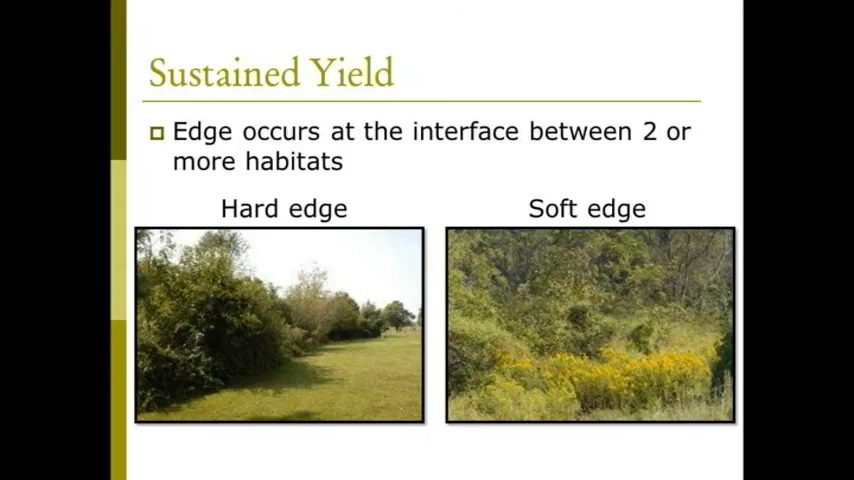 Sustained Yield
Edge occurs at the interface between 2 or
more habitats
Hard edge
Soft edge